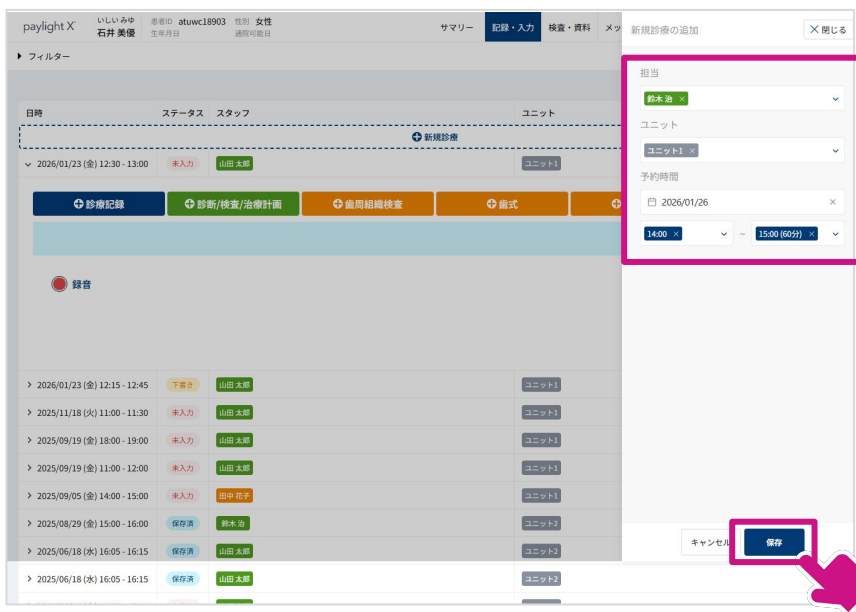 paylight X いしい みゆ 石井 美優 患者ID atuwc18903 性別 女性 生年月日 通院可能日 サマリー 記録・入力 検査・資料 メッ
フィルター
日時 ステータス スタッフ ユニット
新規診療
2026/01/23 (金) 12:30 - 13:00 未入力 山田 太郎 ユニット1
診療記録 診断/検査/治療計画 歯周組織検査 歯式
録音
2026/01/23 (金) 12:15 - 12:45 下書き 山田 太郎 ユニット1
2025/11/18 (火) 11:00 - 11:30 未入力 山田 太郎 ユニット1
2025/09/19 (金) 18:00 - 19:00 未入力 山田 太郎 ユニット1
2025/09/19 (金) 11:00 - 12:00 未入力 山田 太郎 ユニット1
2025/09/05 (金) 14:00 - 15:00 未入力 田中 花子 ユニット1
2025/08/29 (金) 15:00 - 16:00 保存済 鈴木 治 ユニット2
2025/06/18 (水) 16:05 - 16:15 保存済 山田 太郎 ユニット2
2025/06/18 (水) 16:05 - 16:15 保存済 山田 太郎 ユニット2
新規診療の追加 × 閉じる
担当
鈴木 治 ×
ユニット
ユニット1 ×
予約時間
2026/01/26 ×
14:00 × ~ 15:00 (60分) ×
キャンセル 保存